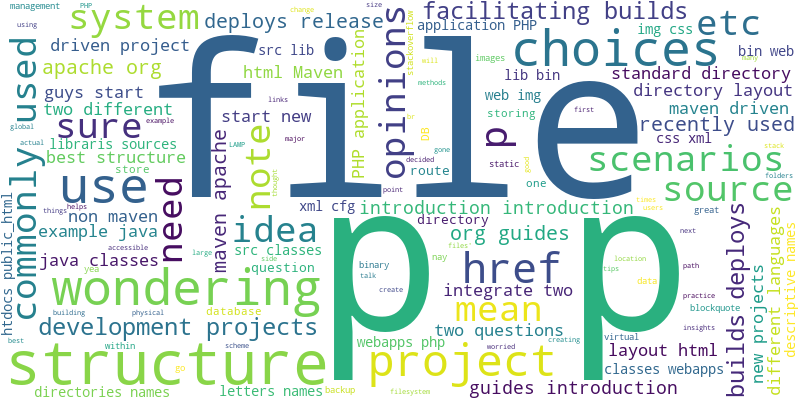 management
PHP
change
size
system
deploys release
facilitating builds
etc
using
stackoverflow
application PHP
img css
many
driven project
src lib
file
opinions
choices
bin web
apache org
html Maven
will
images
lib bin
standard directory
guys start
links
methods
web img
directory layout
two different
start new
PHP application
br
storing
maven driven
commonly used
global
example
major
first
sure
note
DB
p
recently used
libraris sources
actual
LAMP
gone
css xml
stack
best structure
decided
route
static
good
scenarios
folders
use
store
thought
point
one
source
need
maven apache
xml cfg
introduction introduction
times
users
non maven
things
helps
directory
great
htdocs public_html
example java
idea
org guides
next
accessible
src classes
files
location
java classes
large
side
question
nay
href
tips
path
binary
pp
data
yea
talk
integrate two
practice
wondering
database
create
mean
blockquote
building
physical
insights
development projects
two questions
virtual
creating
builds deploys
new projects
different languages
descriptive names
best
within
scheme
webapps php
worried
layout html
structure
go
project
classes webapps
directories names
letters names
backup
filesystem
guides introduction